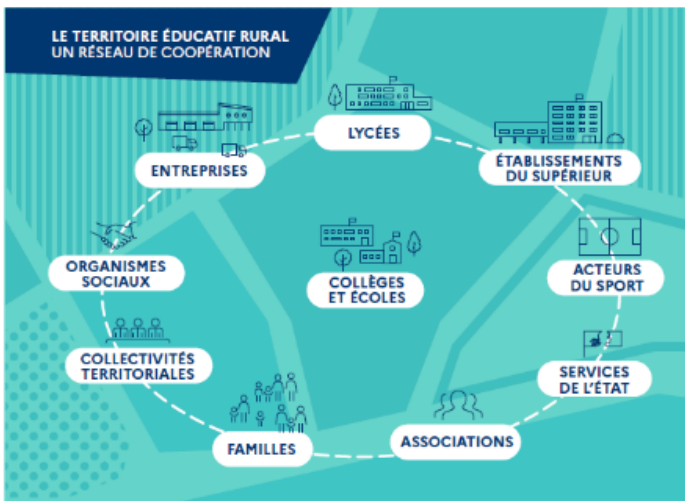 LE TERRITOIRE ÉDUCATIF RURAL
UN RÉSEAU DE COOPÉRATION
LYCÉES
ENTREPRISES
ÉTABLISSEMENTS
DU SUPÉRIEUR
ORGANISMES
SOCIAUX
COLLÈGES
ET ÉCOLES
ACTEURS
DU SPORT
COLLECTIVITÉS
TERRITORIALES
SERVICES
DE L'ÉTAT
FAMILLES
ASSOCIATIONS